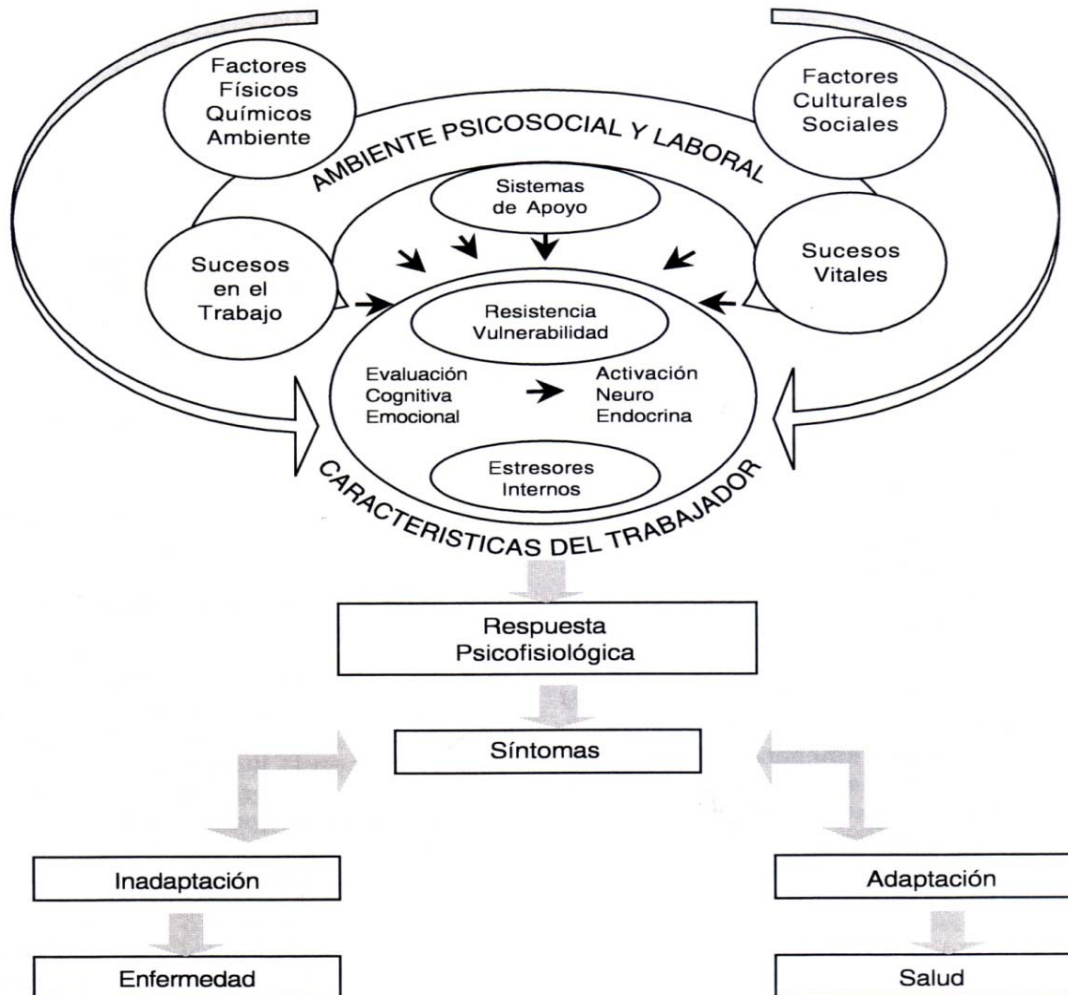 Factores
Físicos
Químicos
Ambiente
Factores
Culturales
Sociales
AMBIENTE PSICOSOCIAL Y LABORAL
Sistemas
de Apoyo
Sucesos
en el
Trabajo
Sucesos
Vitales
Resistencia
Vulnerabilidad
Evaluación
Cognitiva
Emocional
Activación
Neuro
Endocrina
Estresores
Internos
CARACTERISTICAS DEL TRABAJADOR
Respuesta
Psicofisiológica
Síntomas
Inadaptación
Adaptación
Enfermedad
Salud